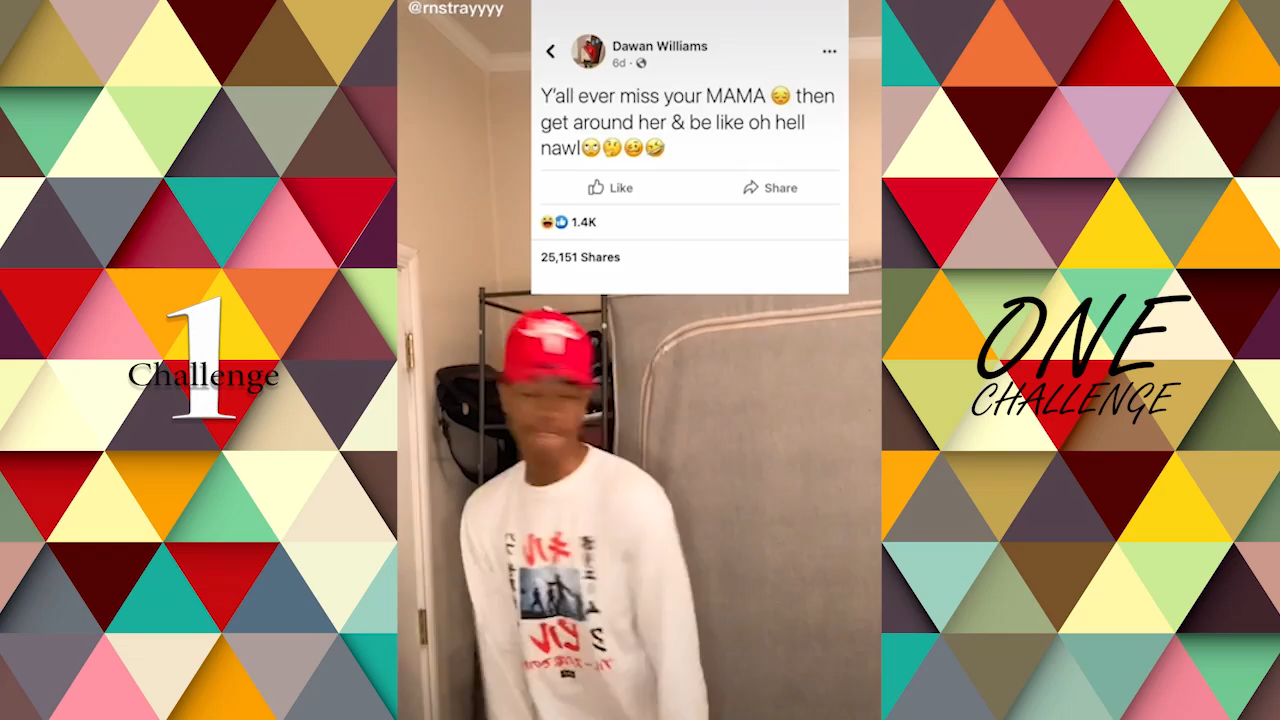 @rnstrayyyy
Dawan Williams
6d
Y'all ever miss your MAMA 😔 then
get around her & be like oh hell
nawl🙄🤔🥴🤣
Like
Share
1.4K
25,151 Shares
1
Challenge
ONE
CHALLENGE